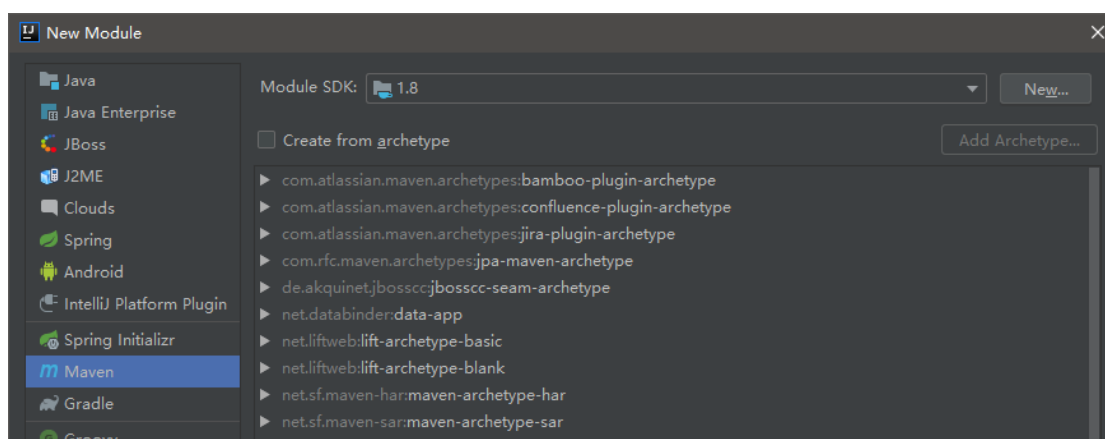 New Module
Java
Java Enterprise
JBoss
J2ME
Clouds
Spring
Android
IntelliJ Platform Plugin
Spring Initializr
Maven
Gradle
Module SDK: 1.8 New...
Create from archetype Add Archetype...
com.atlassian.maven.archetypes:bamboo-plugin-archetype
com.atlassian.maven.archetypes:confluence-plugin-archetype
com.atlassian.maven.archetypes:jira-plugin-archetype
com.rfc.maven.archetypes:jpa-maven-archetype
de.akquinet.jbosscc:jbosscc-seam-archetype
net.databinder:data-app
net.liftweb:lift-archetype-basic
net.liftweb:lift-archetype-blank
net.sf.maven-har:maven-archetype-har
net.sf.maven-sar:maven-archetype-sar